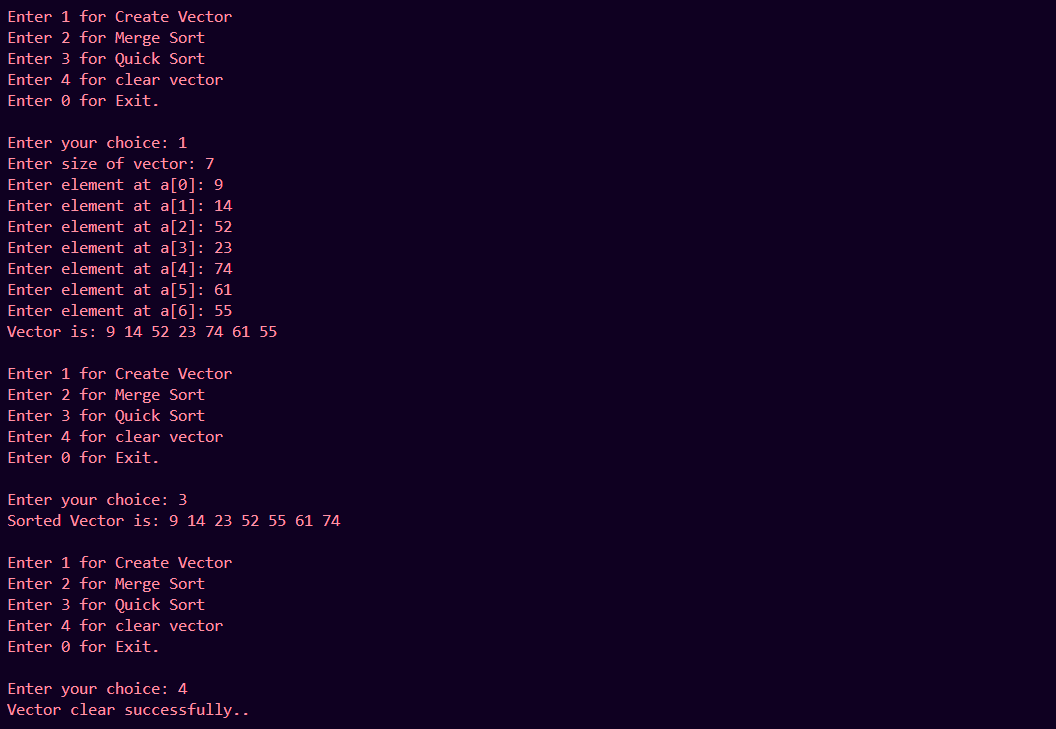 Enter 1 for Create Vector
Enter 2 for Merge Sort
Enter 3 for Quick Sort
Enter 4 for clear vector
Enter 0 for Exit.
Enter your choice: 1
Enter size of vector: 7
Enter element at a[0]: 9
Enter element at a[1]: 14
Enter element at a[2]: 52
Enter element at a[3]: 23
Enter element at a[4]: 74
Enter element at a[5]: 61
Enter element at a[6]: 55
Vector is: 9 14 52 23 74 61 55
Enter 1 for Create Vector
Enter 2 for Merge Sort
Enter 3 for Quick Sort
Enter 4 for clear vector
Enter 0 for Exit.
Enter your choice: 3
Sorted Vector is: 9 14 23 52 55 61 74
Enter 1 for Create Vector
Enter 2 for Merge Sort
Enter 3 for Quick Sort
Enter 4 for clear vector
Enter 0 for Exit.
Enter your choice: 4
Vector clear successfully..